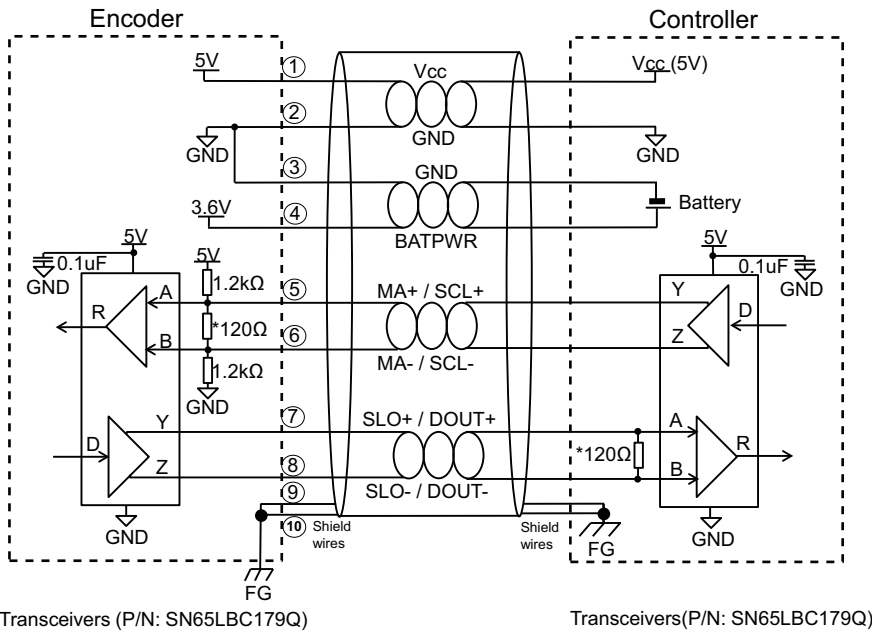 Encoder
Controller
5V
①
Vcc
Vcc (5V)
②
GND
GND
GND
③
GND
3.6V
④
BATPWR
Battery
5V
0.1uF
GND
5V
1.2kΩ
⑤
MA+ / SCL+
5V
0.1uF
GND
A
R
B
*120Ω
⑥
MA- / SCL-
Y
D
Z
1.2kΩ
GND
⑦
SLO+ / DOUT+
Y
D
Z
⑧
SLO- / DOUT-
*120Ω
A
R
B
⑨
⑩
Shield
wires
Shield
wires
GND
FG
FG
GND
Transceivers (P/N: SN65LBC179Q)
Transceivers(P/N: SN65LBC179Q)